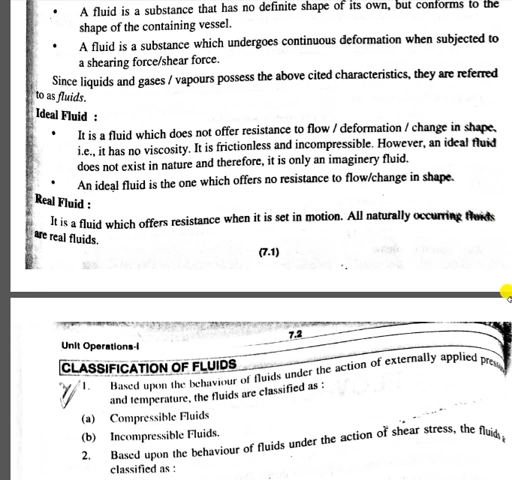 • A fluid is a substance that has no definite shape of its own, but conforms to the
shape of the containing vessel.
• A fluid is a substance which undergoes continuous deformation when subjected to
a shearing force/shear force.
Since liquids and gases / vapours possess the above cited characteristics, they are referred
to as fluids.
Ideal Fluid :
• It is a fluid which does not offer resistance to flow / deformation / change in shape,
i.e., it has no viscosity. It is frictionless and incompressible. However, an ideal fluid
does not exist in nature and therefore, it is only an imaginery fluid.
• An ideal fluid is the one which offers no resistance to flow/change in shape.
Real Fluid :
It is a fluid which offers resistance when it is set in motion. All naturally occurring fluids
are real fluids.
(7.1)
7.2
Unit Operations-I
CLASSIFICATION OF FLUIDS
1. Based upon the behaviour of fluids under the action of externally applied
and temperature, the fluids are classified as :
(a) Compressible Fluids
(b) Incompressible Fluids.
2. Based upon the behaviour of fluids under the action of shear stress, the fluids
classified as :